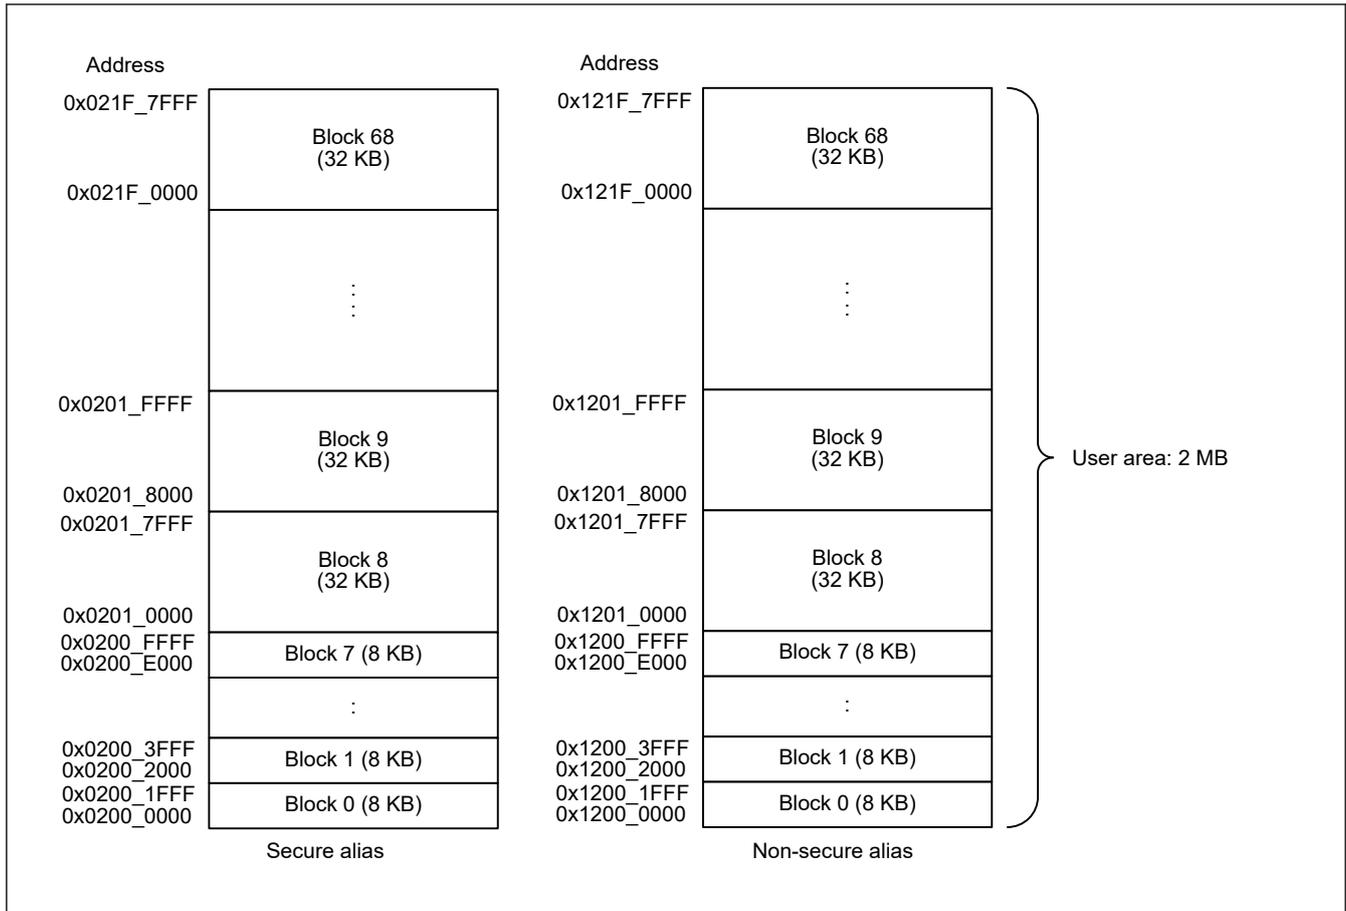 Address
0x021F_7FFF
Block 68
(32 KB)
0x021F_0000
:
:
0x0201_FFFF
Block 9
(32 KB)
0x0201_8000
0x0201_7FFF
Block 8
(32 KB)
0x0201_0000
0x0200_FFFF
Block 7 (8 KB)
0x0200_E000
:
0x0200_3FFF
Block 1 (8 KB)
0x0200_2000
0x0200_1FFF
Block 0 (8 KB)
0x0200_0000
Secure alias
Address
0x121F_7FFF
Block 68
(32 KB)
0x121F_0000
:
:
0x1201_FFFF
Block 9
(32 KB)
0x1201_8000
0x1201_7FFF
Block 8
(32 KB)
0x1201_0000
0x1200_FFFF
Block 7 (8 KB)
0x1200_E000
:
0x1200_3FFF
Block 1 (8 KB)
0x1200_2000
0x1200_1FFF
Block 0 (8 KB)
0x1200_0000
Non-secure alias
User area: 2 MB